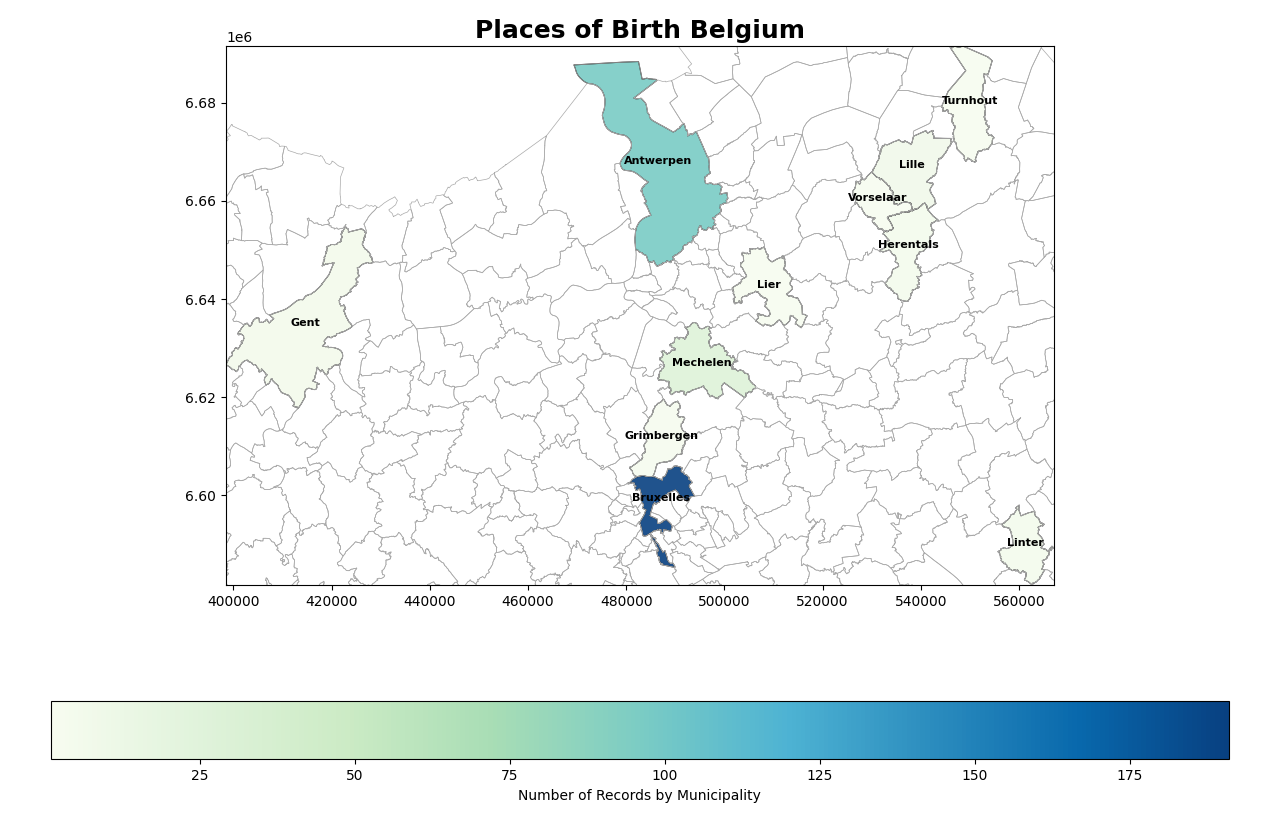 Places of Birth Belgium
1e6
6.68
6.66
6.64
6.62
6.60
Turnhout
Antwerpen
Lille
Vorselaar
Herentals
Lier
Gent
Mechelen
Grimbergen
Bruxelles
Linter
400000 420000 440000 460000 480000 500000 520000 540000 560000
25 50 75 100 125 150 175
Number of Records by Municipality